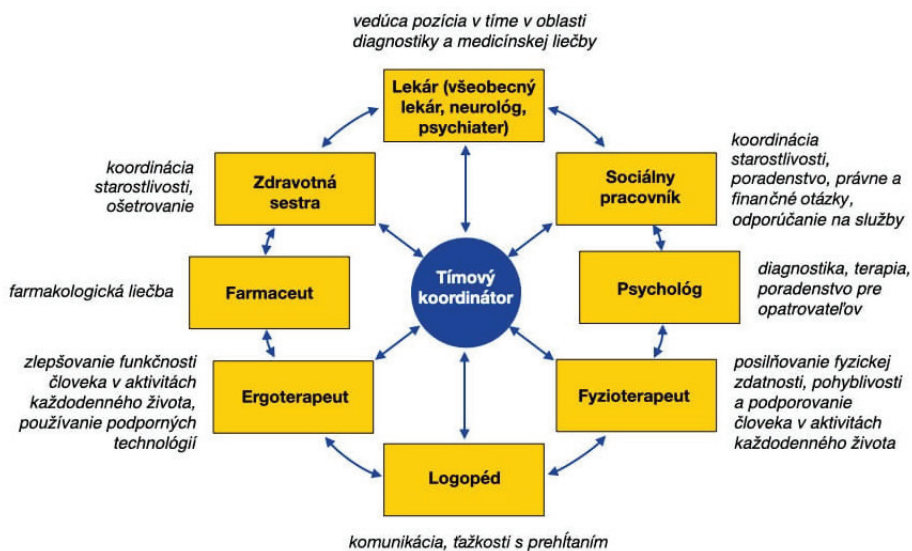 vedúca pozícia v tíme v oblasti
diagnostiky a medicínskej liečby
Lekár (všeobecný
lekár, neurológ,
psychiater)
koordinácia
starostlivosti,
ošetrovanie
Zdravotná
sestra
Sociálny
pracovník
koordinácia
starostlivosti,
poradenstvo, právne a
finančné otázky,
odporúčanie na služby
Tímový
koordinátor
farmakologická liečba
Farmaceut
Psychológ
diagnostika, terapia,
poradenstvo pre
opatrovateľov
zlepšovanie funkčnosti
človeka v aktivitách
každodenného života,
používanie podporných
technológií
Ergoterapeut
Fyzioterapeut
posilňovanie fyzickej
zdatnosti, pohyblivosti
a podporovanie
človeka v aktivitách
každodenného života
Logopéd
komunikácia, ťažkosti s prehĺtaním